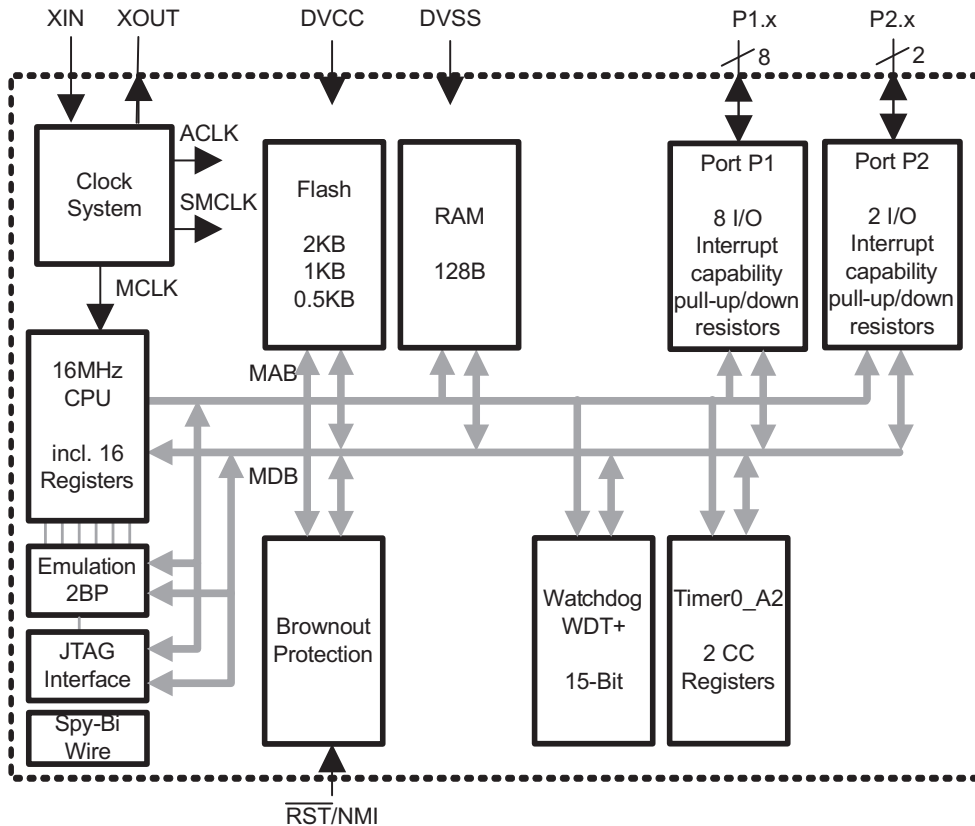 XIN
XOUT
DVCC
DVSS
P1.x
P2.x
8
2
ACLK
SMCLK
MCLK
Clock
System
Flash
2KB
1KB
0.5KB
RAM
128B
Port P1
8 I/O
Interrupt
capability
pull-up/down
resistors
Port P2
2 I/O
Interrupt
capability
pull-up/down
resistors
16MHz
CPU
incl. 16
Registers
MAB
MDB
Emulation
2BP
JTAG
Interface
Spy-Bi
Wire
Brownout
Protection
Watchdog
WDT+
15-Bit
Timer0_A2
2 CC
Registers
RST/NMI